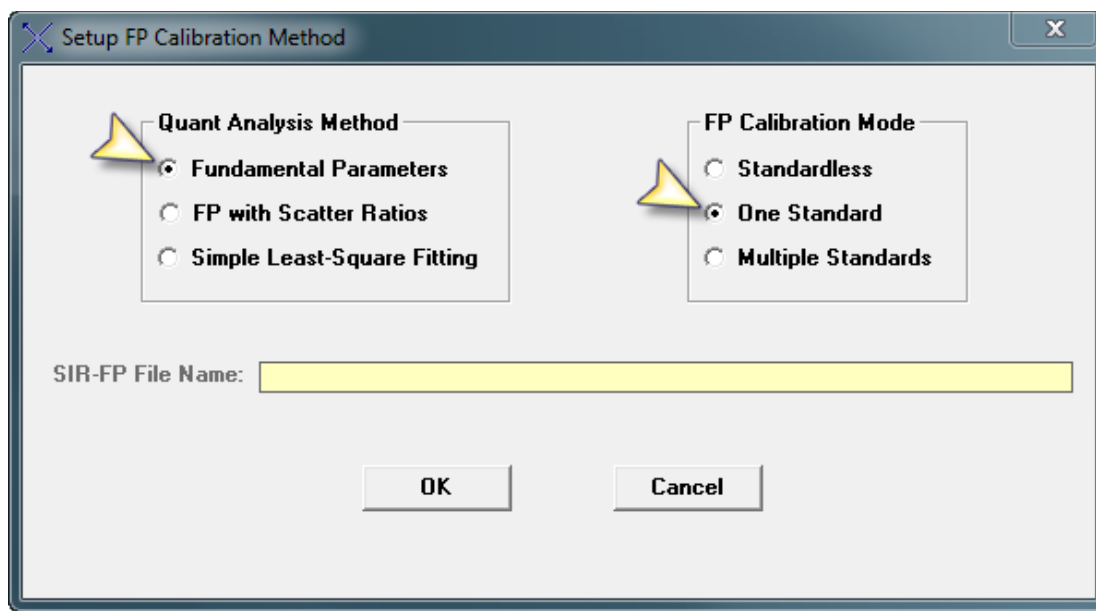 Setup FP Calibration Method
X
Quant Analysis Method
Fundamental Parameters
FP with Scatter Ratios
Simple Least-Square Fitting
FP Calibration Mode
Standardless
One Standard
Multiple Standards
SIR-FP File Name:
OK
Cancel